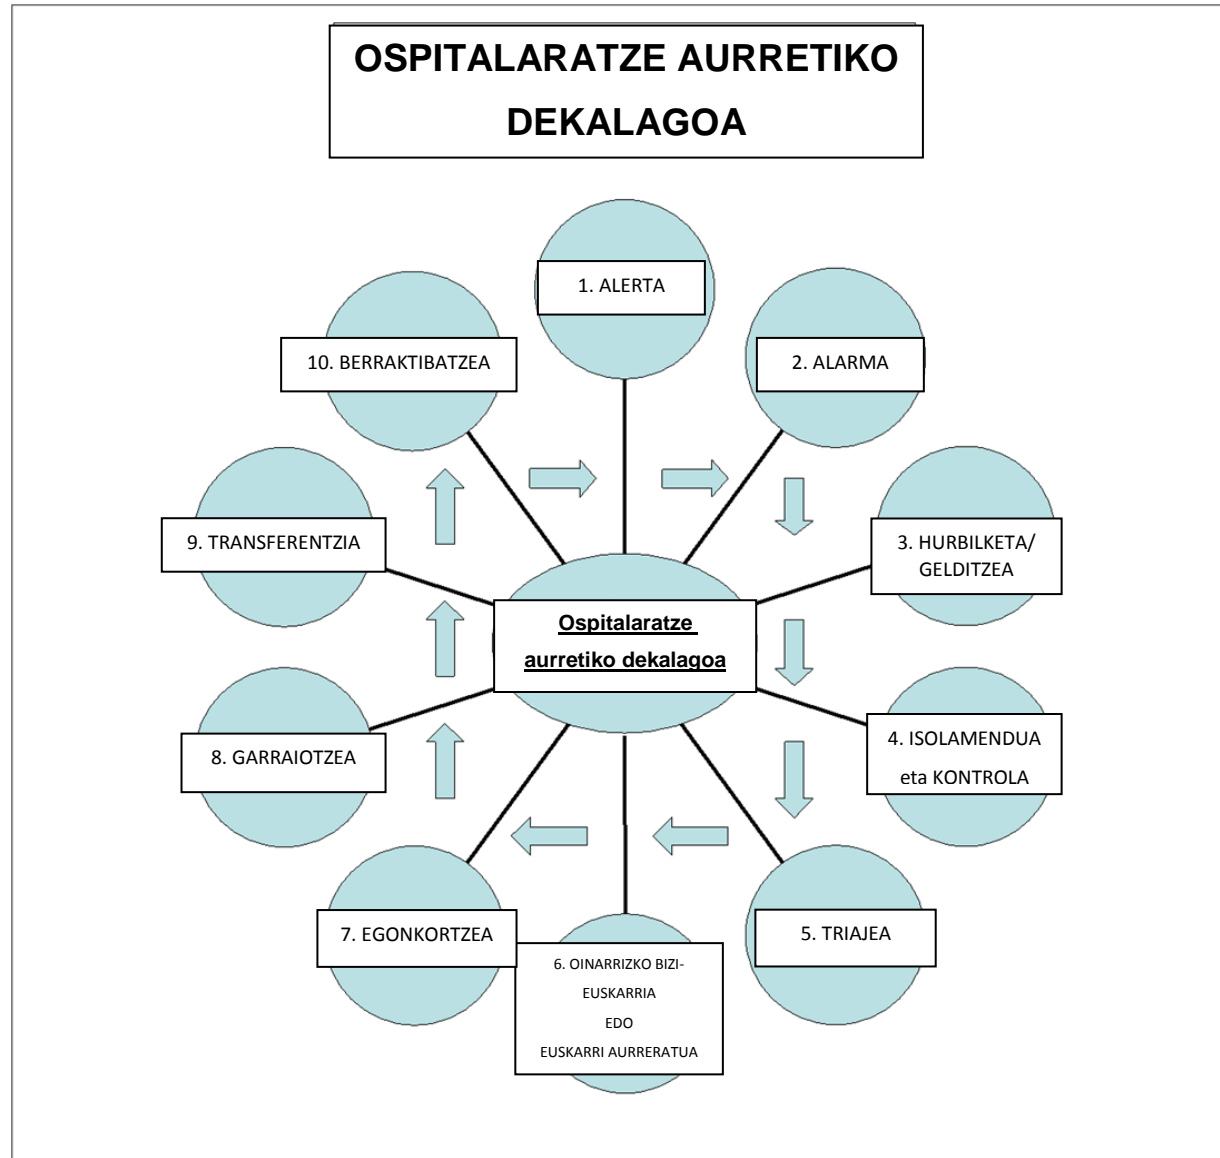 OSPITALARATZE AURRETIKO
DEKALAGOA
1. ALERTA
2. ALARMA
3. HURBILKETA/
GELDITZEA
4. ISOLAMENDUA
eta KONTROLA
5. TRIAJEA
6. OINARRIZKO BIZI-
EUSKARRIA
EDO
EUSKARRI AURRERATUA
7. EGONKORTZEA
8. GARRAIOTZEA
9. TRANSFERENTZIA
10. BERRAKTIBATZEA
Ospitalaratze
aurretiko dekalagoa